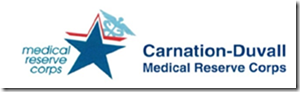 medical
reserve
corps
Carnation-Duvall
Medical Reserve Corps